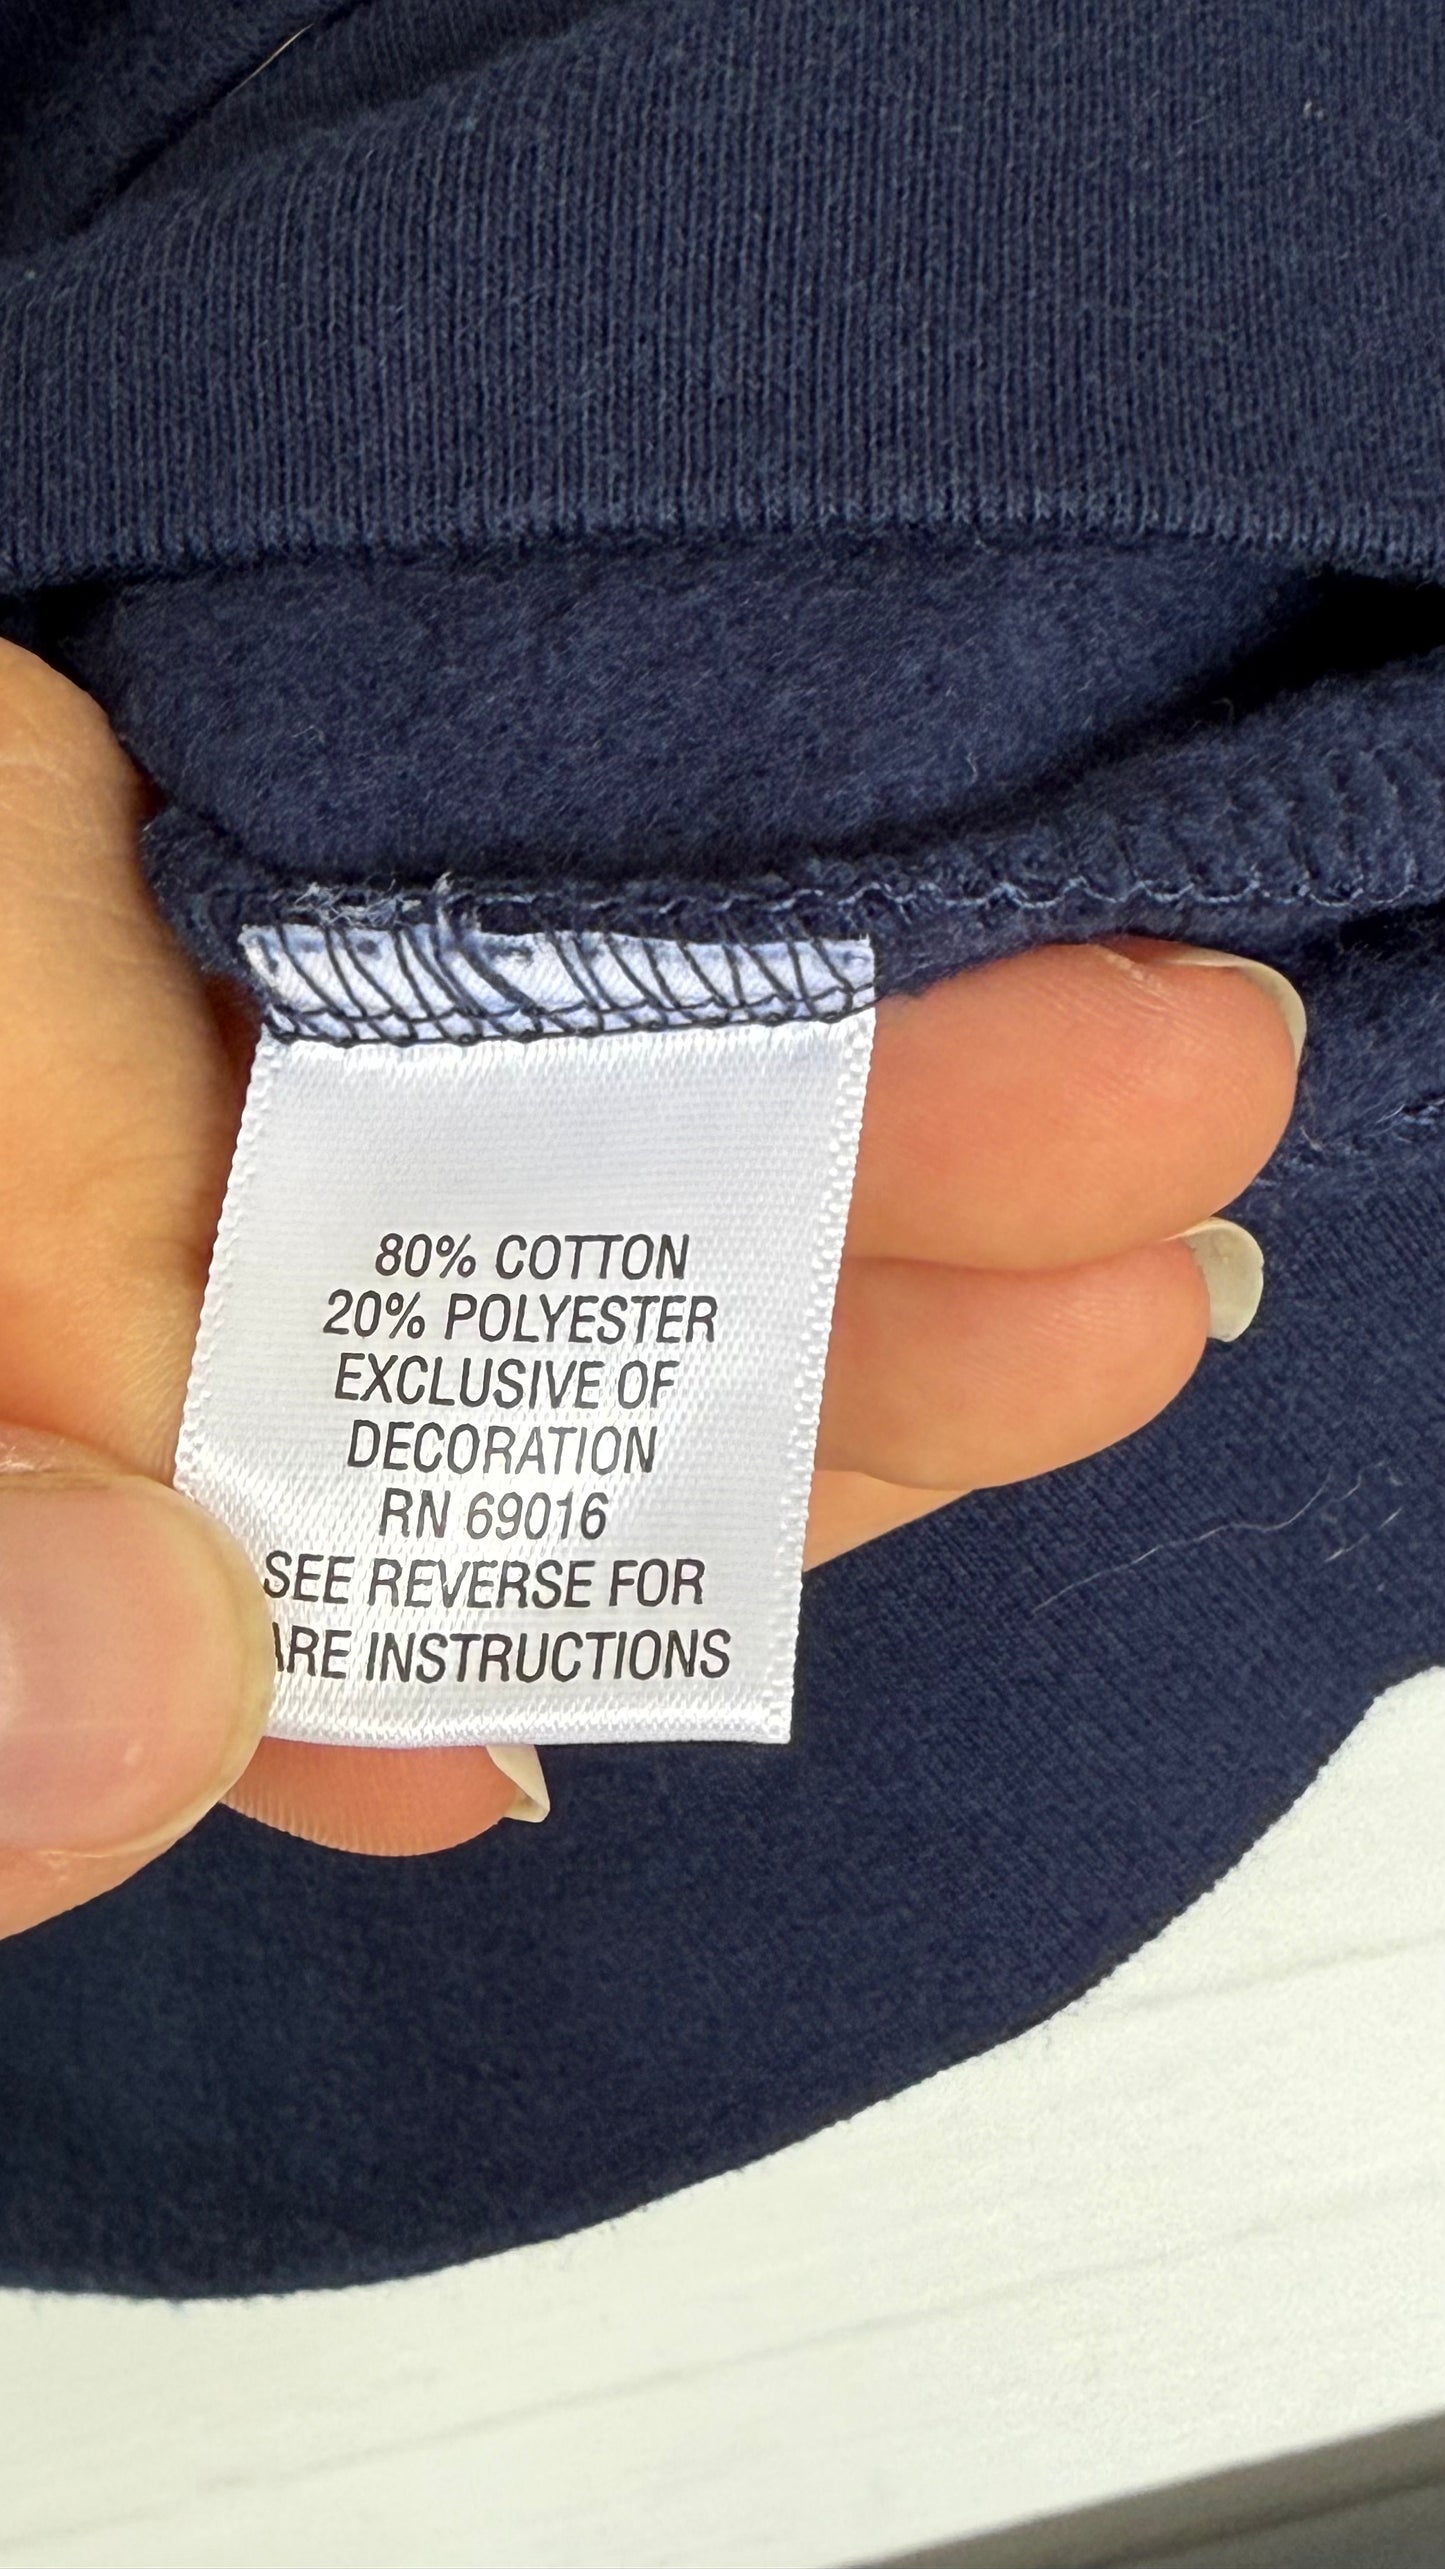 80% COTTON
20% POLYESTER
EXCLUSIVE OF
DECORATION
RN 69016
SEE REVERSE FOR
ARE INSTRUCTIONS